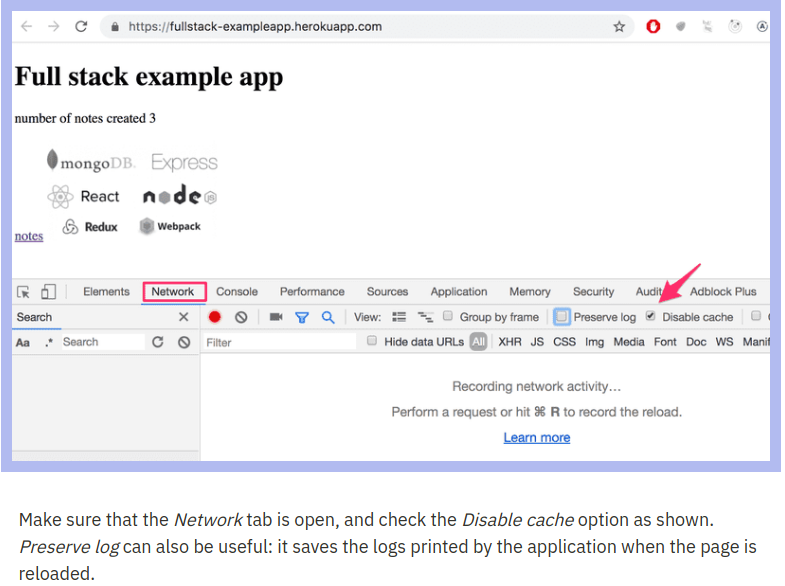 https://fullstack-exampleapp.herokuapp.com
Full stack example app
number of notes created 3
mongoDB. Express
React node JS
notes Redux Webpack
Elements Network Console Performance Sources Application Memory Security Audit Adblock Plus
Search View: Group by frame Preserve log Disable cache
Aa .* Search Filter Hide data URLs All XHR JS CSS Img Media Font Doc WS Manif
Recording network activity...
Perform a request or hit ⌘ R to record the reload.
Learn more
Make sure that the Network tab is open, and check the Disable cache option as shown.
Preserve log can also be useful: it saves the logs printed by the application when the page is
reloaded.